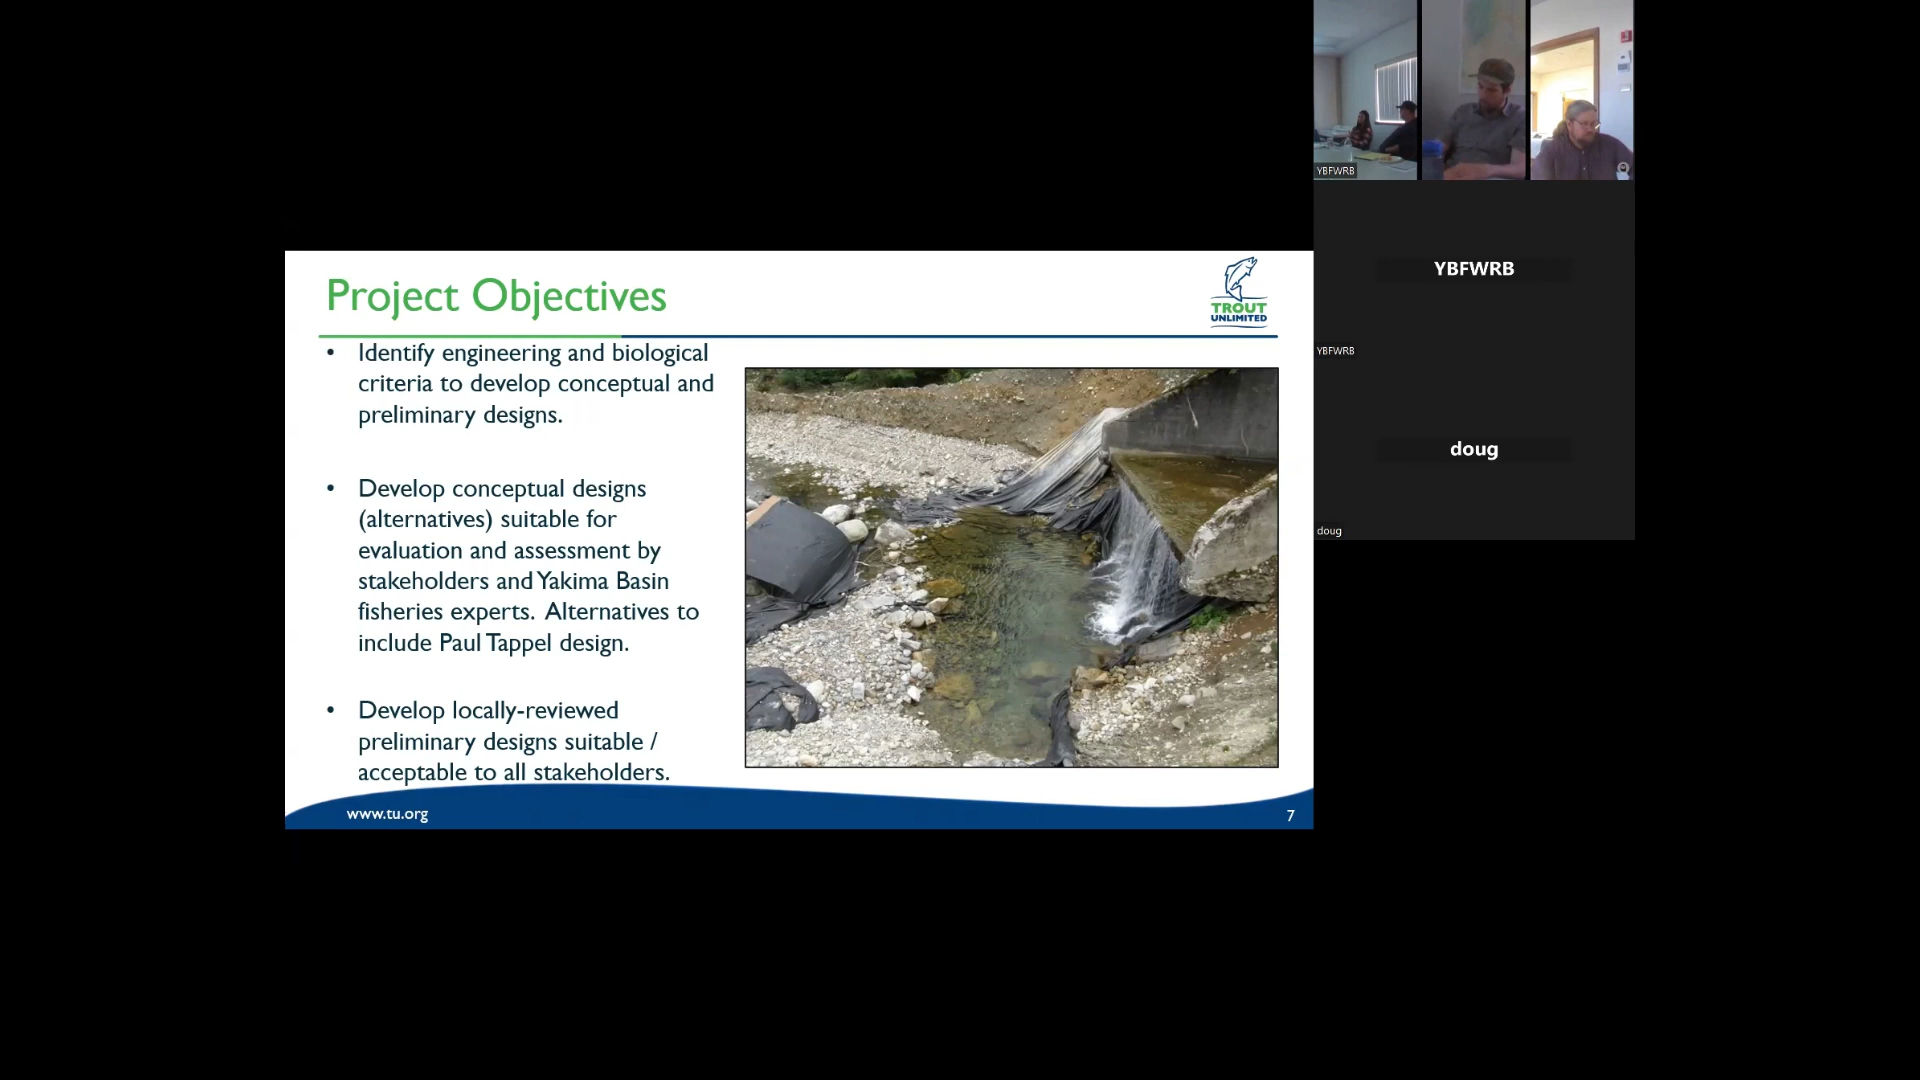 Project Objectives
TROUT
UNLIMITED
• Identify engineering and biological
criteria to develop conceptual and
preliminary designs.
• Develop conceptual designs
(alternatives) suitable for
evaluation and assessment by
stakeholders and Yakima Basin
fisheries experts. Alternatives to
include Paul Tappel design.
• Develop locally-reviewed
preliminary designs suitable /
acceptable to all stakeholders.
www.tu.org
7
YBFWRB
YBFWRB
YBFWRB
doug
doug